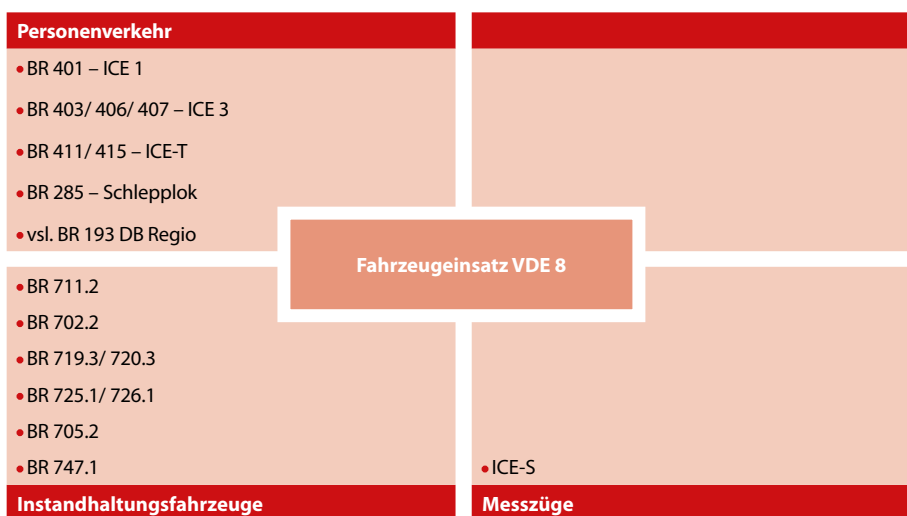 Personenverkehr
• BR 401 – ICE 1
• BR 403/ 406/ 407 – ICE 3
• BR 411/ 415 – ICE-T
• BR 285 – Schlepplok
• vsl. BR 193 DB Regio
Fahrzeugeinsatz VDE 8
• BR 711.2
• BR 702.2
• BR 719.3/ 720.3
• BR 725.1/ 726.1
• BR 705.2
• BR 747.1
Instandhaltungsfahrzeuge
• ICE-S
Messzüge